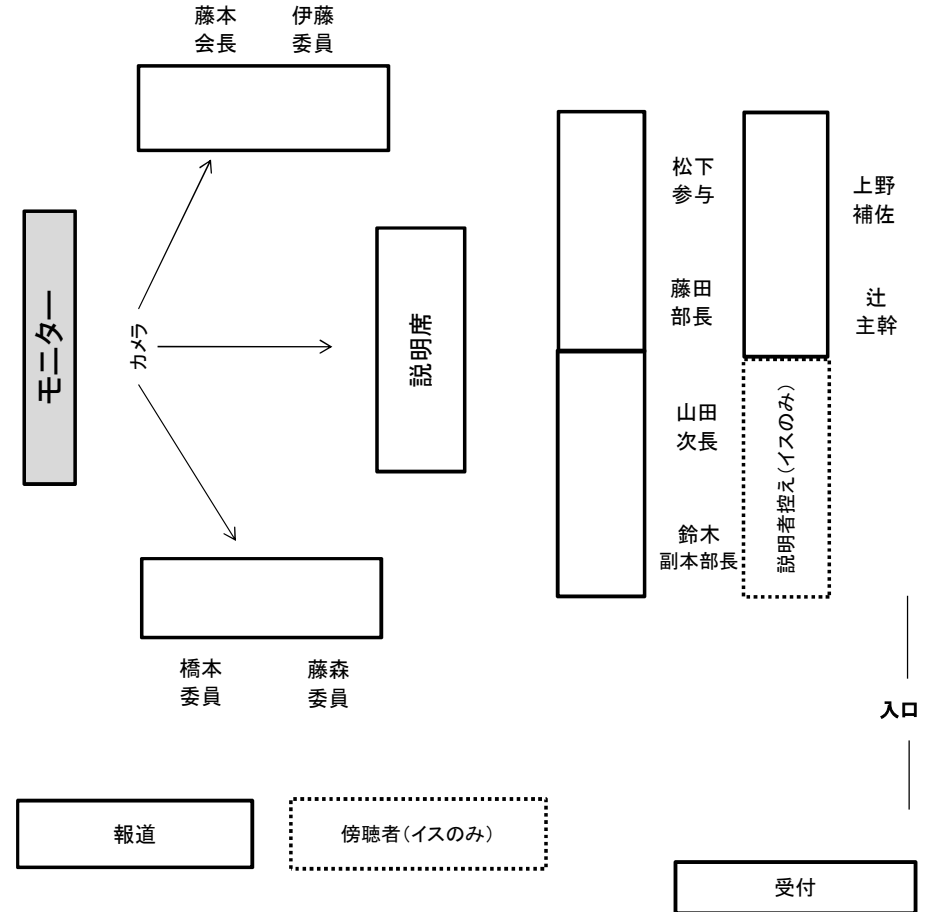 藤本
会長
伊藤
委員
松下
参与
上野
補佐
藤田
部長
辻
主幹
モニター
カメラ
説明席
山田
次長
鈴木
副本部長
説明者控え(イスのみ)
橋本
委員
藤森
委員
入口
報道
傍聴者(イスのみ)
受付